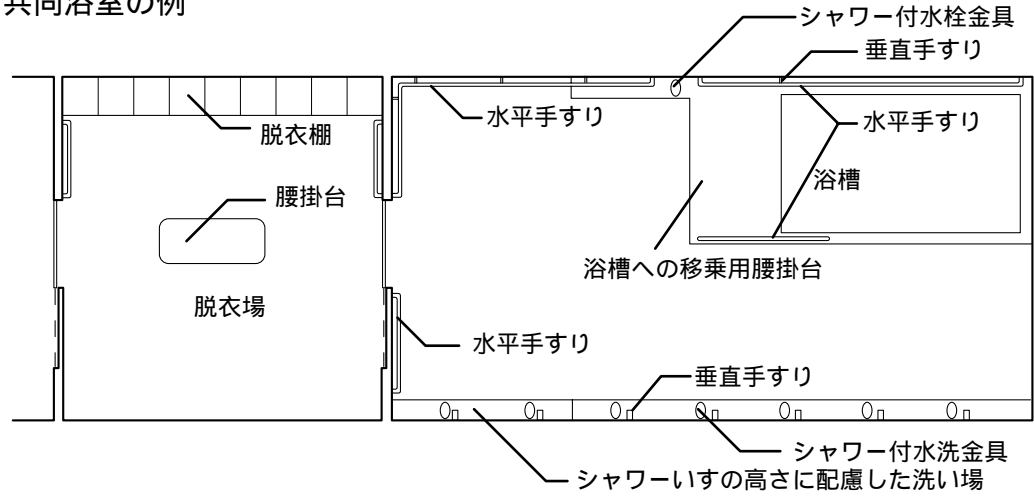 共同浴室の例
シャワー付水栓金具
垂直手すり
水平手すり
水平手すり
脱衣棚
浴槽
腰掛台
浴槽への移乗用腰掛台
脱衣場
水平手すり
垂直手すり
シャワー付水洗金具
シャワーいすの高さに配慮した洗い場